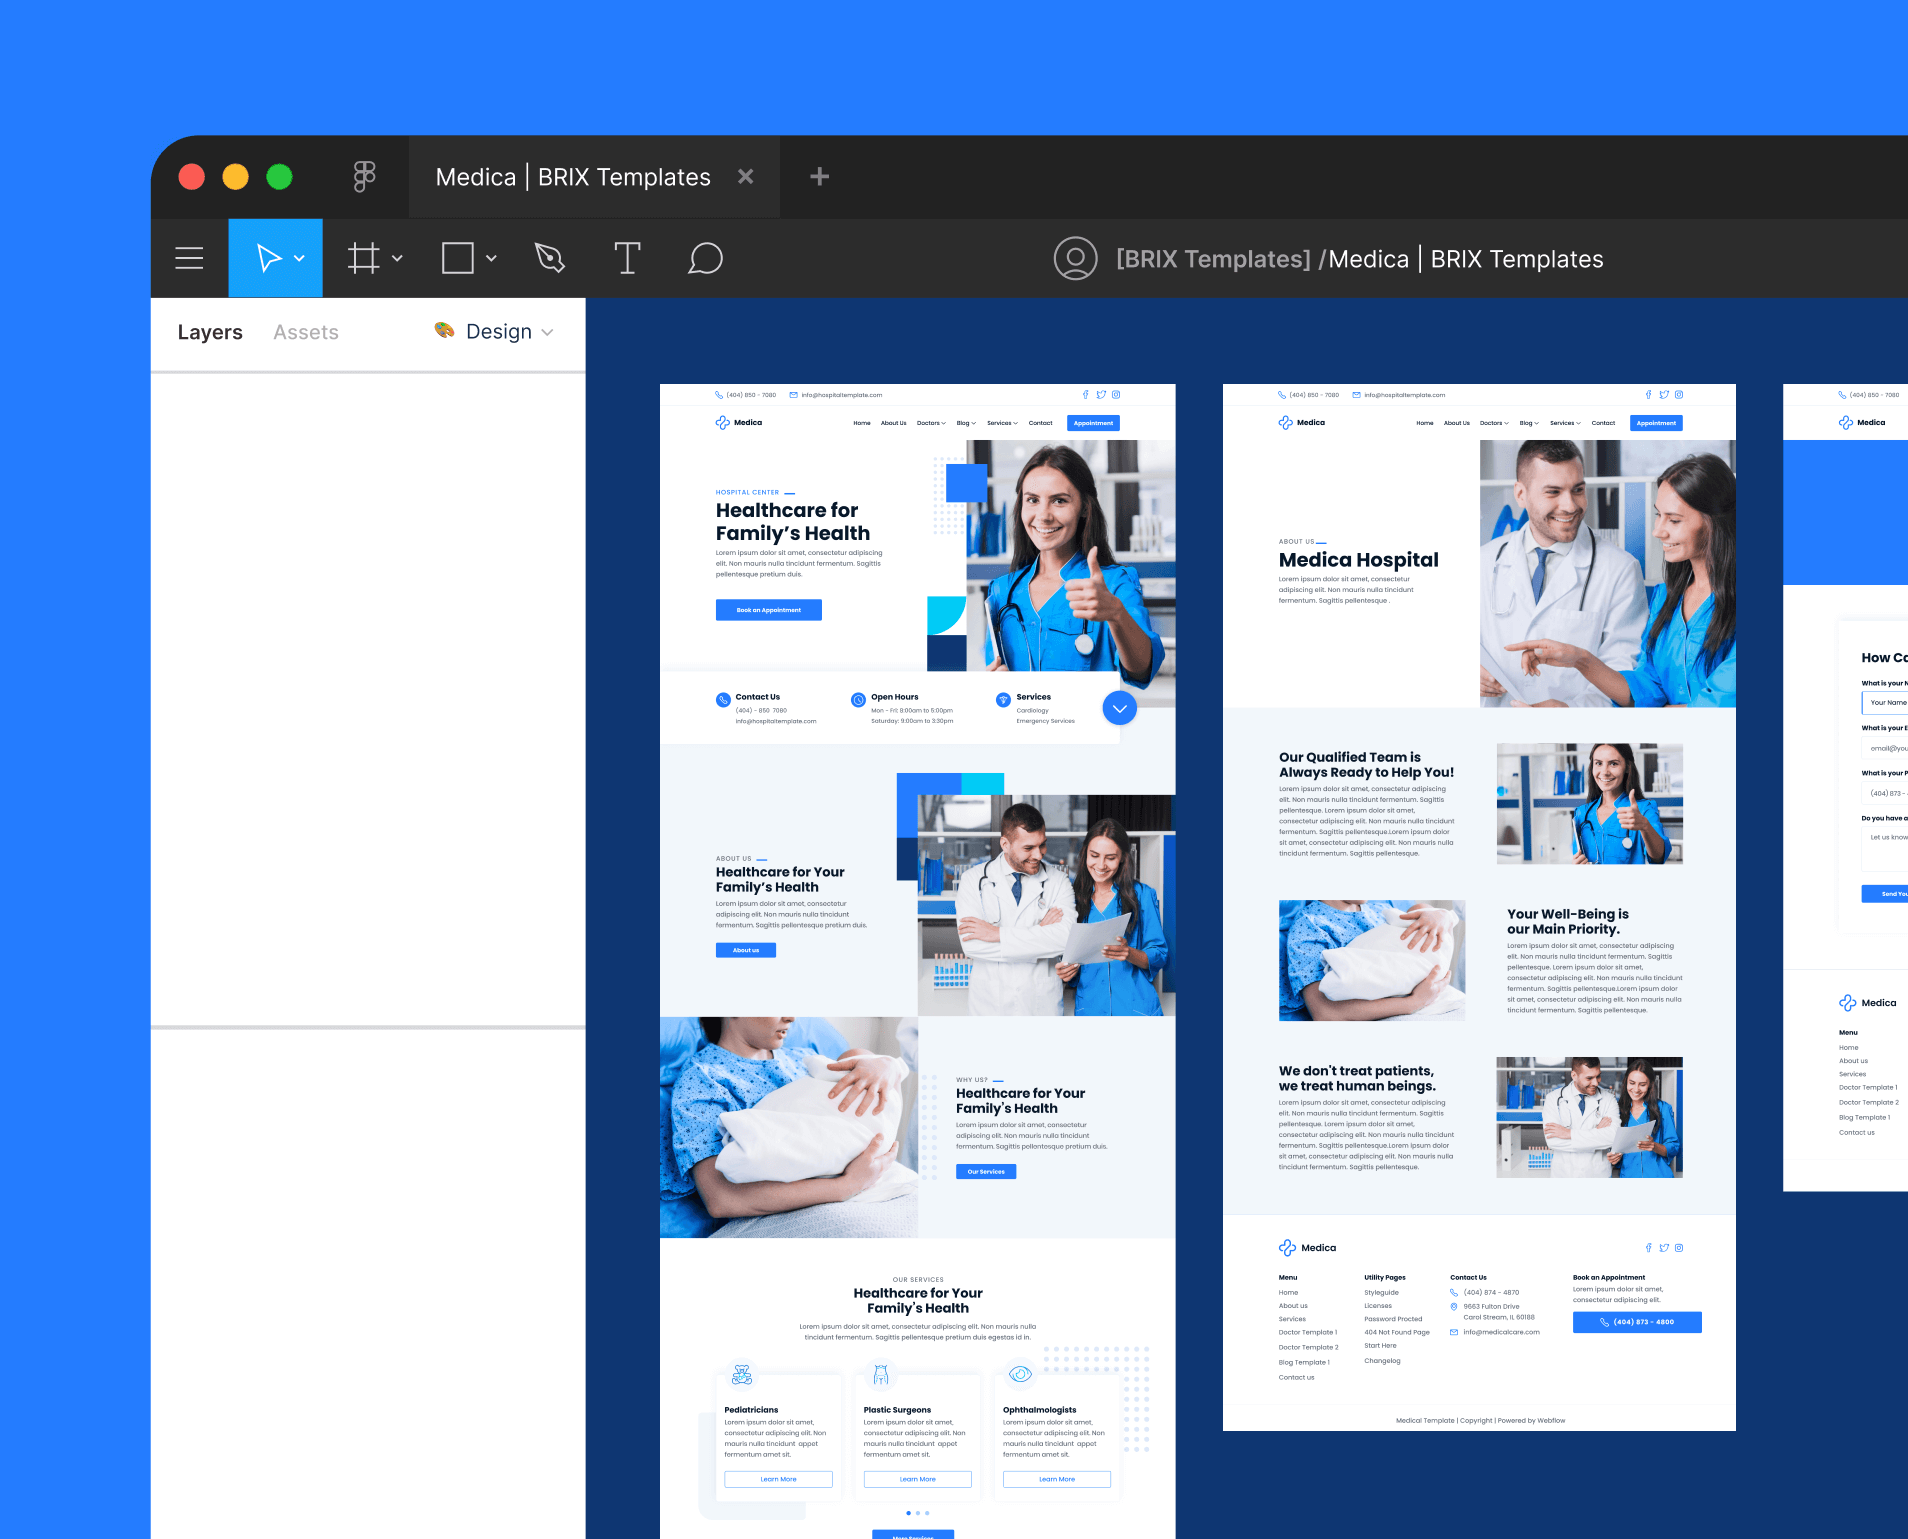 Medica | BRIX Templates
[BRIX Templates] /Medica | BRIX Templates
Layers
Assets
Design
(404) 850 - 7080
info@hospitaltemplate.com
Medica
Home
About Us
Doctors
Blog
Services
Contact
Appointment
HOSPITAL CENTER
Healthcare for
Family's Health
Lorem ipsum dolor sit amet, consectetur adipiscing
elit. Non mauris nulla tincidunt fermentum. Sagittis
pellentesque pretium duis.
Book an Appointment
Contact Us
(404) - 850 7080
info@hospitaltemplate.com
Open Hours
Mon - Fri: 8:00am to 5:00pm
Saturday: 9:00am to 3:30pm
Services
Cardiology
Emergency Services
ABOUT US
Healthcare for Your
Family's Health
Lorem ipsum dolor sit amet, consectetur
adipiscing elit. Non mauris nulla tincidunt
fermentum. Sagittis pellentesque pretium duis.
About us
WHY US?
Healthcare for Your
Family's Health
Lorem ipsum dolor sit amet, consectetur
adipiscing elit. Non mauris nulla tincidunt
fermentum. Sagittis pellentesque pretium duis.
Our Services
OUR SERVICES
Healthcare for Your
Family's Health
Lorem ipsum dolor sit amet, consectetur adipiscing elit. Non mauris nulla
tincidunt fermentum. Sagittis pellentesque pretium duis egestas id in.
Pediatricians
Lorem ipsum dolor sit amet,
consectetur adipiscing elit. Non
mauris nulla tincidunt appet
fermentum amet sit.
Learn More
Plastic Surgeons
Lorem ipsum dolor sit amet,
consectetur adipiscing elit. Non
mauris nulla tincidunt appet
fermentum amet sit.
Learn More
Ophthalmologists
Lorem ipsum dolor sit amet,
consectetur adipiscing elit. Non
mauris nulla tincidunt appet
fermentum amet sit.
Learn More
More Services
(404) 850 - 7080
info@hospitaltemplate.com
Medica
Home
About Us
Doctors
Blog
Services
Contact
Appointment
ABOUT US
Medica Hospital
Lorem ipsum dolor sit amet, consectetur
adipiscing elit. Non mauris nulla tincidunt
fermentum. Sagittis pellentesque .
Our Qualified Team is
Always Ready to Help You!
Lorem ipsum dolor sit amet, consectetur adipiscing
elit. Non mauris nulla tincidunt fermentum. Sagittis
pellentesque. Lorem ipsum dolor sit amet,
consectetur adipiscing elit. Non mauris nulla tincidunt
fermentum. Sagittis pellentesque.Lorem ipsum dolor
sit amet, consectetur adipiscing elit. Non mauris nulla
tincidunt fermentum. Sagittis pellentesque.
Your Well-Being is
our Main Priority.
Lorem ipsum dolor sit amet, consectetur adipiscing
elit. Non mauris nulla tincidunt fermentum. Sagittis
pellentesque. Lorem ipsum dolor sit amet,
consectetur adipiscing elit. Non mauris nulla tincidunt
fermentum. Sagittis pellentesque.Lorem ipsum dolor
sit amet, consectetur adipiscing elit. Non mauris nulla
tincidunt fermentum. Sagittis pellentesque.
We don't treat patients,
we treat human beings.
Lorem ipsum dolor sit amet, consectetur adipiscing
elit. Non mauris nulla tincidunt fermentum. Sagittis
pellentesque. Lorem ipsum dolor sit amet,
consectetur adipiscing elit. Non mauris nulla tincidunt
fermentum. Sagittis pellentesque.Lorem ipsum dolor
sit amet, consectetur adipiscing elit. Non mauris nulla
tincidunt fermentum. Sagittis pellentesque.
Medica
Menu
Home
About us
Services
Doctor Template 1
Doctor Template 2
Blog Template 1
Contact us
Utility Pages
Styleguide
Licenses
Password Procted
404 Not Found Page
Start Here
Changelog
Contact Us
(404) 874 - 4870
9663 Fulton Drive
Carol Stream, IL 60188
info@medicalcare.com
Book an Appointment
Lorem ipsum dolor sit amet,
consectetur adipiscing elit.
(404) 873 - 4800
Medical Template | Copyright | Powered by Webflow
(404) 850 - 7080
Medica
How Ca
What is your N
Your Name
What is your E
email@you
What is your P
(404) 873 -
Do you have a
Let us know
Send You
Medica
Menu
Home
About us
Services
Doctor Template 1
Doctor Template 2
Blog Template 1
Contact us